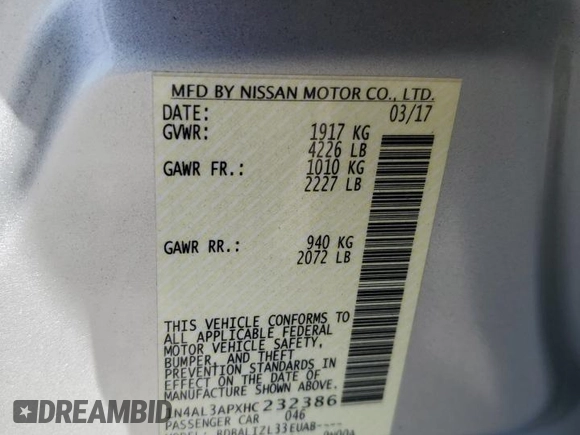 MFD BY NISSAN MOTOR CO., LTD.
DATE: 03/17
GVWR: 1917 KG
4226 LB
GAWR FR.: 1010 KG
2227 LB
GAWR RR.: 940 KG
2072 LB
THIS VEHICLE CONFORMS TO
ALL APPLICABLE FEDERAL
MOTOR VEHICLE SAFETY,
BUMPER, AND THEFT
PREVENTION STANDARDS IN
EFFECT ON THE DATE OF
MANUFACTURE SHOWN ABOVE.
1N4AL3APXHC232386
PASSENGER CAR 046
DREAMBID
DREAMBID